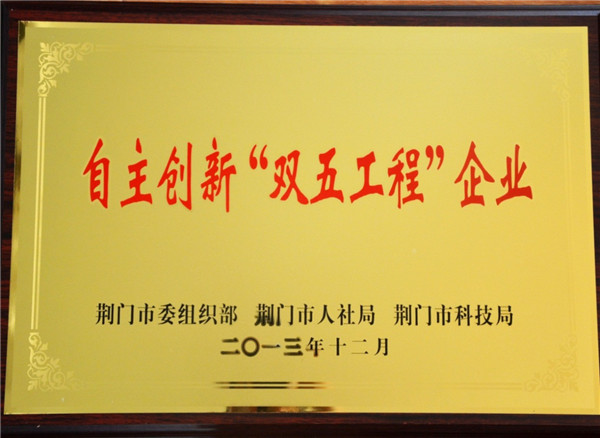 自主创新“双五工程”企业
荆门市委组织部 荆门市人社局 荆门市科技局
二〇一三年十二月